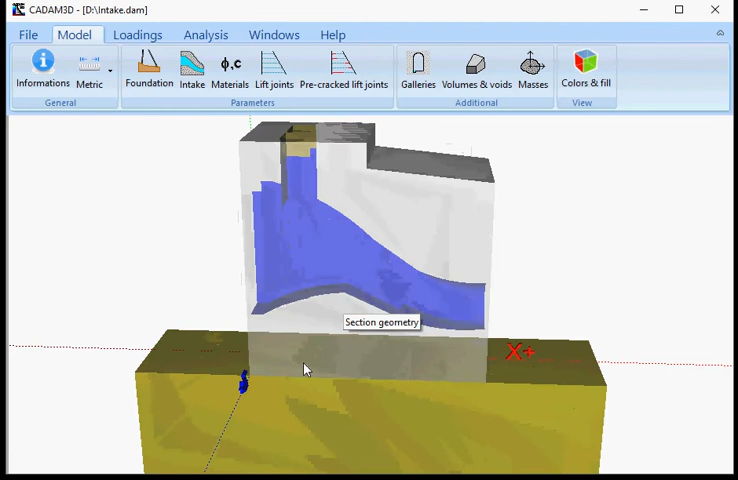 CADAM3D - [D:\Intake.dam]
File Model Loadings Analysis Windows Help
Informations Metric Foundation Intake Materials Lift joints Pre-cracked lift joints Galleries Volumes & voids Masses Colors & fill
ϕ,c
General Parameters Additional View
Section geometry
X+